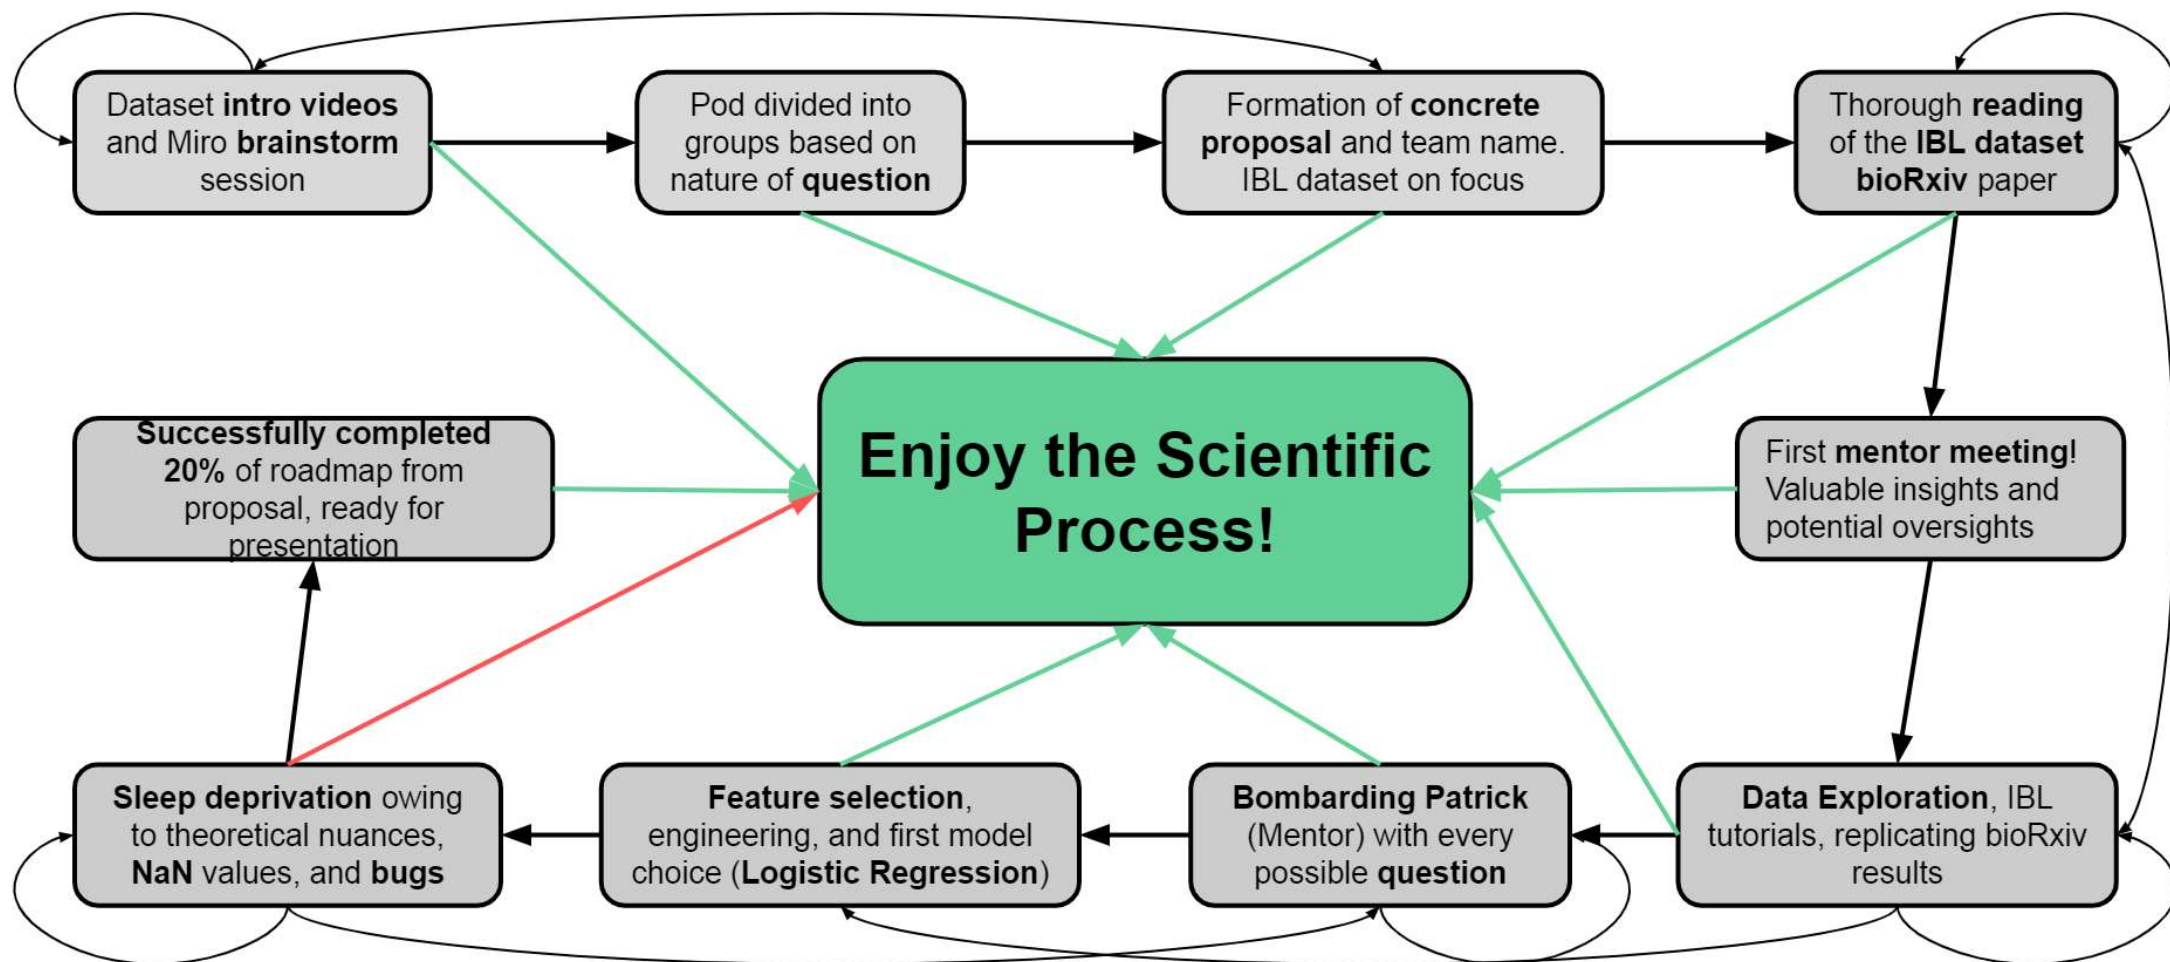 Dataset intro videos
and Miro brainstorm
session
Pod divided into
groups based on
nature of question
Formation of concrete
proposal and team name.
IBL dataset on focus
Thorough reading
of the IBL dataset
bioRxiv paper
Successfully completed
20% of roadmap from
proposal, ready for
presentation
Enjoy the Scientific
Process!
First mentor meeting!
Valuable insights and
potential oversights
Sleep deprivation owing
to theoretical nuances,
NaN values, and bugs
Feature selection,
engineering, and first model
choice (Logistic Regression)
Bombarding Patrick
(Mentor) with every
possible question
Data Exploration, IBL
tutorials, replicating bioRxiv
results